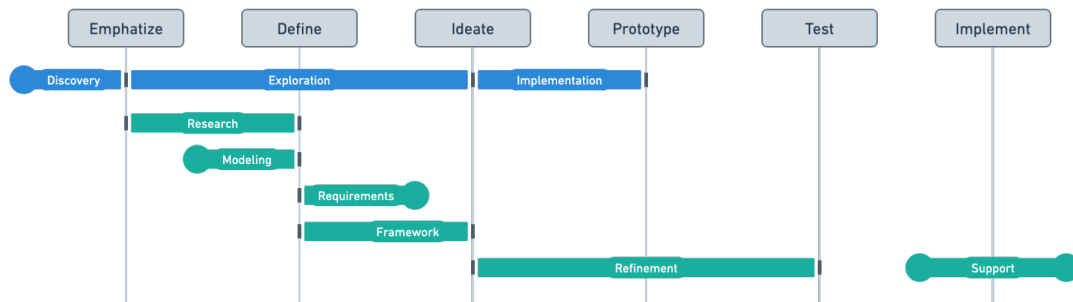 Emphatize
Define
Ideate
Prototype
Test
Implement
Discovery
Exploration
Implementation
Research
Modeling
Requirements
Framework
Refinement
Support